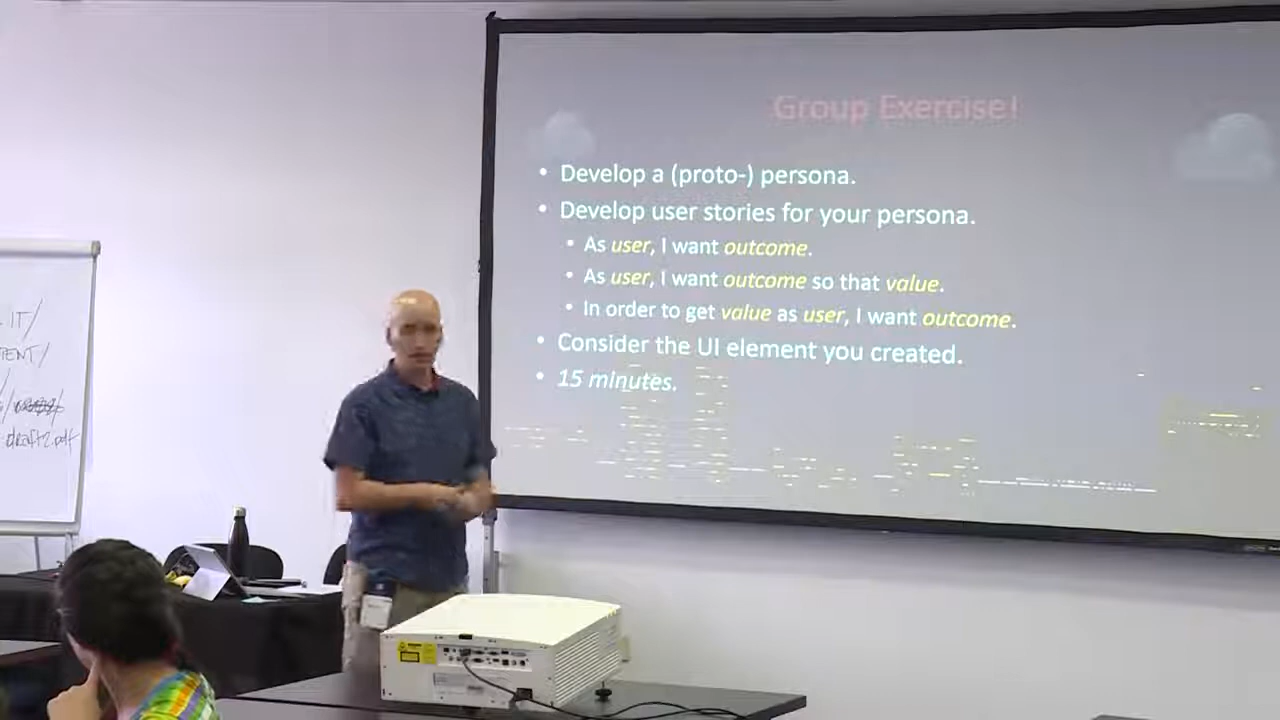 Group Exercise!
• Develop a (proto-) persona.
• Develop user stories for your persona.
• As user, I want outcome.
• As user, I want outcome so that value.
• In order to get value as user, I want outcome.
• Consider the UI element you created.
• 15 minutes.
IT/
TENT/
draft2.pdf